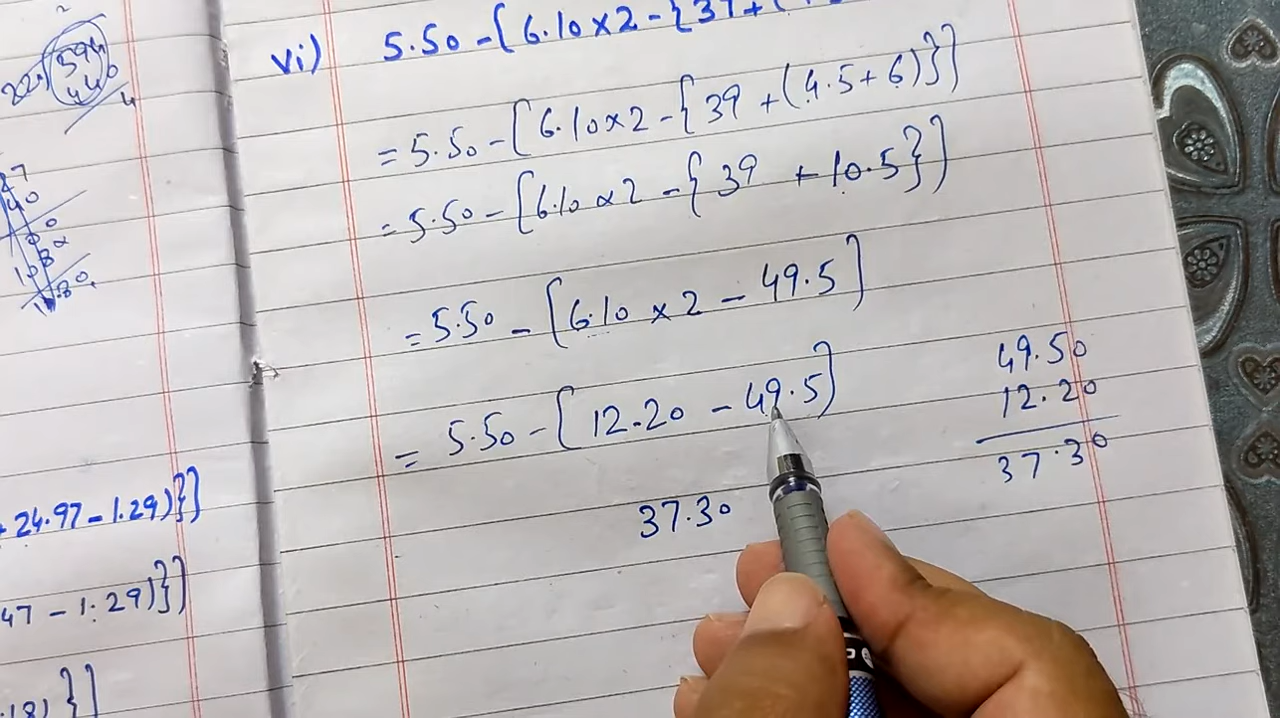 vi) 5.50 - [6.10 × 2 - {39 + (
= 5.50 - [6.10 × 2 - {39 + (4.5 + 6)}]
= 5.50 - [6.10 × 2 - {39 + 10.5}]
= 5.50 - [6.10 × 2 - 49.5]
= 5.50 - [12.20 - 49.5]
37.30
49.50
12.20
37.30
+ 24.97 - 1.29)}]
47 - 1.29)}]